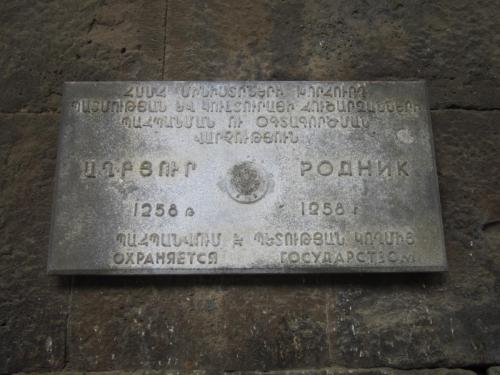 ՀՍՍՀ ՄԻՆԻՍՏՐՆԵՐԻ ԽՈՐՀՈՒՐԴ
ՊԱՏՄՈՒԹՅԱՆ ԵՎ ԿՈՒԼՏՈՒՐԱՅԻ ՀՈՒՇԱՐՁԱՆՆԵՐԻ
ՊԱՀՊԱՆՄԱՆ ՈՒ ՕԳՏԱԳՈՐԾՄԱՆ
ՎԱՐՉՈՒԹՅՈՒՆ
ԱՂԲՅՈՒՐ РОДНИК
1258 թ 1258 г
ՊԱՀՊԱՆՎՈՒՄ Է ՊԵՏՈՒԹՅԱՆ ԿՈՂՄԻՑ
ОХРАНЯЕТСЯ ГОСУДАРСТВОМ